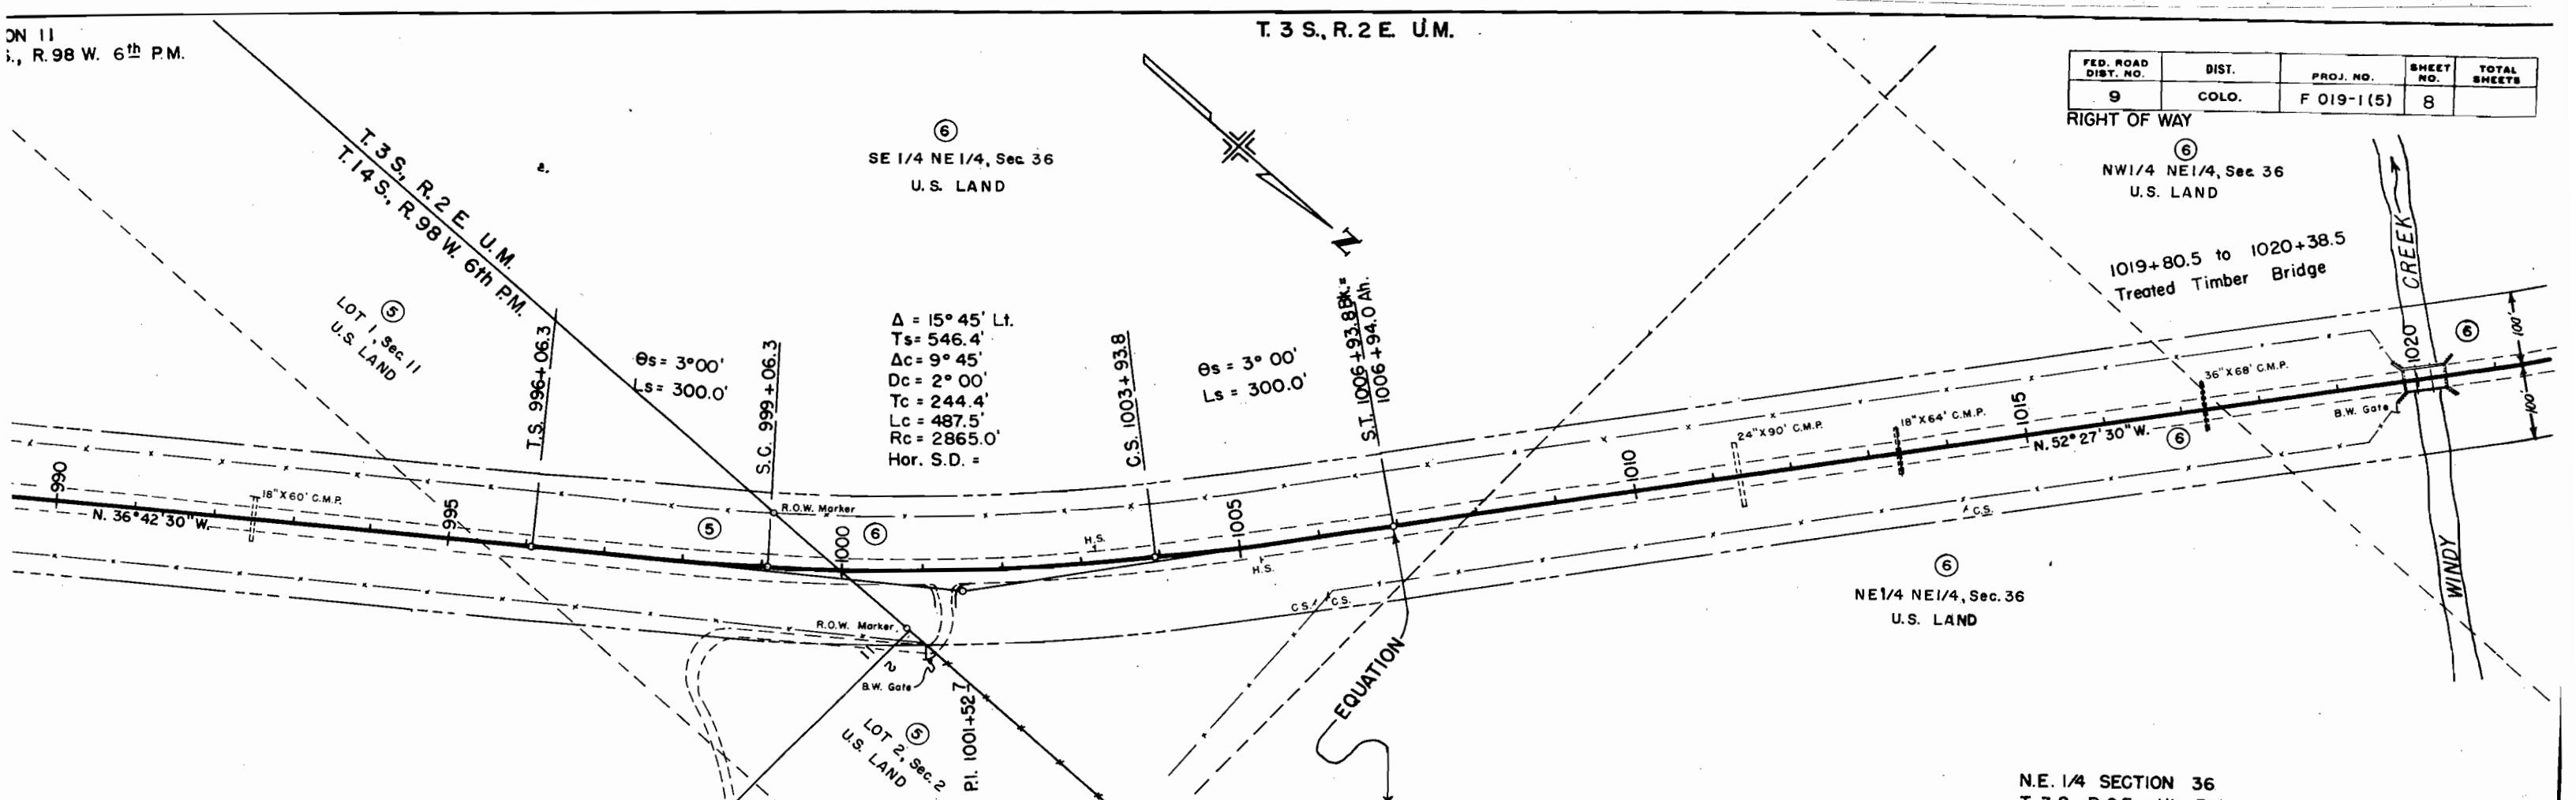 T. 3 S., R. 2 E. U.M.
ON 11
S., R. 98 W. 6th P.M.
FED. ROAD DIST. NO.
DIST.
PROJ. NO.
SHEET NO.
TOTAL SHEETS
9
COLO.
F 019-1(5)
8
RIGHT OF WAY
6
NW1/4 NE1/4, Sec. 36
U.S. LAND
6
SE 1/4 NE 1/4, Sec. 36
U.S. LAND
T. 3 S., R. 2 E. U.M.
T. 14 S., R. 98 W. 6th P.M.
N
CREEK
1019+80.5 to 1020+38.5
Treated Timber Bridge
5
LOT 1, Sec. 11
U.S. LAND
T.S. 996+06.3
θs = 3°00'
Ls = 300.0'
S.C. 999+06.3
Δ = 15° 45' Lt.
Ts= 546.4'
Δc = 9° 45'
Dc = 2° 00'
Tc = 244.4'
Lc = 487.5'
Rc = 2865.0'
Hor. S.D. =
C.S. 1003+93.8
θs = 3° 00'
Ls = 300.0'
S.T. 1006+93.8Bk.=
1006+94.0 Ah.
1020
6
100'
100'
36"X68' C.M.P.
B.W. Gate
1015
18"X64' C.M.P.
24"X90' C.M.P.
N. 52° 27' 30" W.
6
1010
990
N. 36° 42' 30" W.
18"X60' C.M.P.
995
5
R.O.W. Marker
1000
6
H.S.
1005
H.S.
C.S.
C.S.
C.S.
6
NE1/4 NE1/4, Sec. 36
U.S. LAND
WINDY
R.O.W. Marker
11
2
B.W. Gate
P.I. 1001+52.7
LOT 2, Sec. 2
5
U.S. LAND
EQUATION
N.E. 1/4 SECTION 36